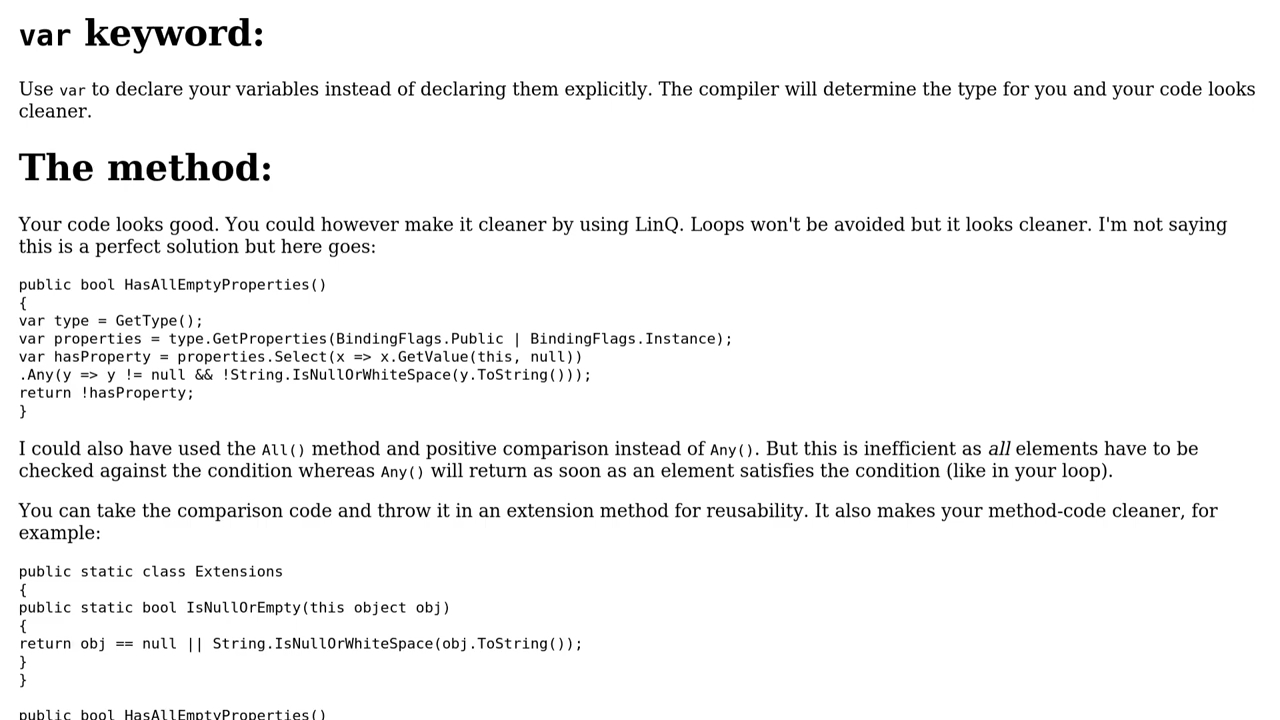 var keyword:
Use var to declare your variables instead of declaring them explicitly. The compiler will determine the type for you and your code looks
cleaner.
The method:
Your code looks good. You could however make it cleaner by using LinQ. Loops won't be avoided but it looks cleaner. I'm not saying
this is a perfect solution but here goes:
public bool HasAllEmptyProperties()
{
var type = GetType();
var properties = type.GetProperties(BindingFlags.Public | BindingFlags.Instance);
var hasProperty = properties.Select(x => x.GetValue(this, null))
.Any(y => y != null && !String.IsNullOrWhiteSpace(y.ToString()));
return !hasProperty;
}
I could also have used the All() method and positive comparison instead of Any(). But this is inefficient as all elements have to be
checked against the condition whereas Any() will return as soon as an element satisfies the condition (like in your loop).
You can take the comparison code and throw it in an extension method for reusability. It also makes your method-code cleaner, for
example:
public static class Extensions
{
public static bool IsNullOrEmpty(this object obj)
{
return obj == null || String.IsNullOrWhiteSpace(obj.ToString());
}
}
public bool HasAllEmptyProperties()